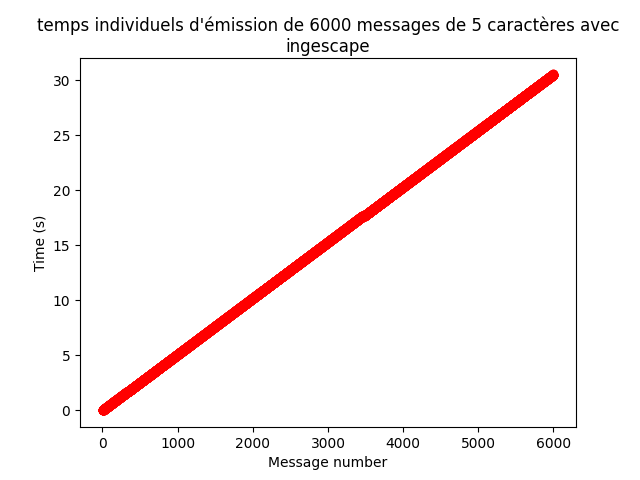 temps individuels d'émission de 6000 messages de 5 caractères avec
ingescape
30
25
20
15
10
5
0
Time (s)
0 1000 2000 3000 4000 5000 6000
Message number